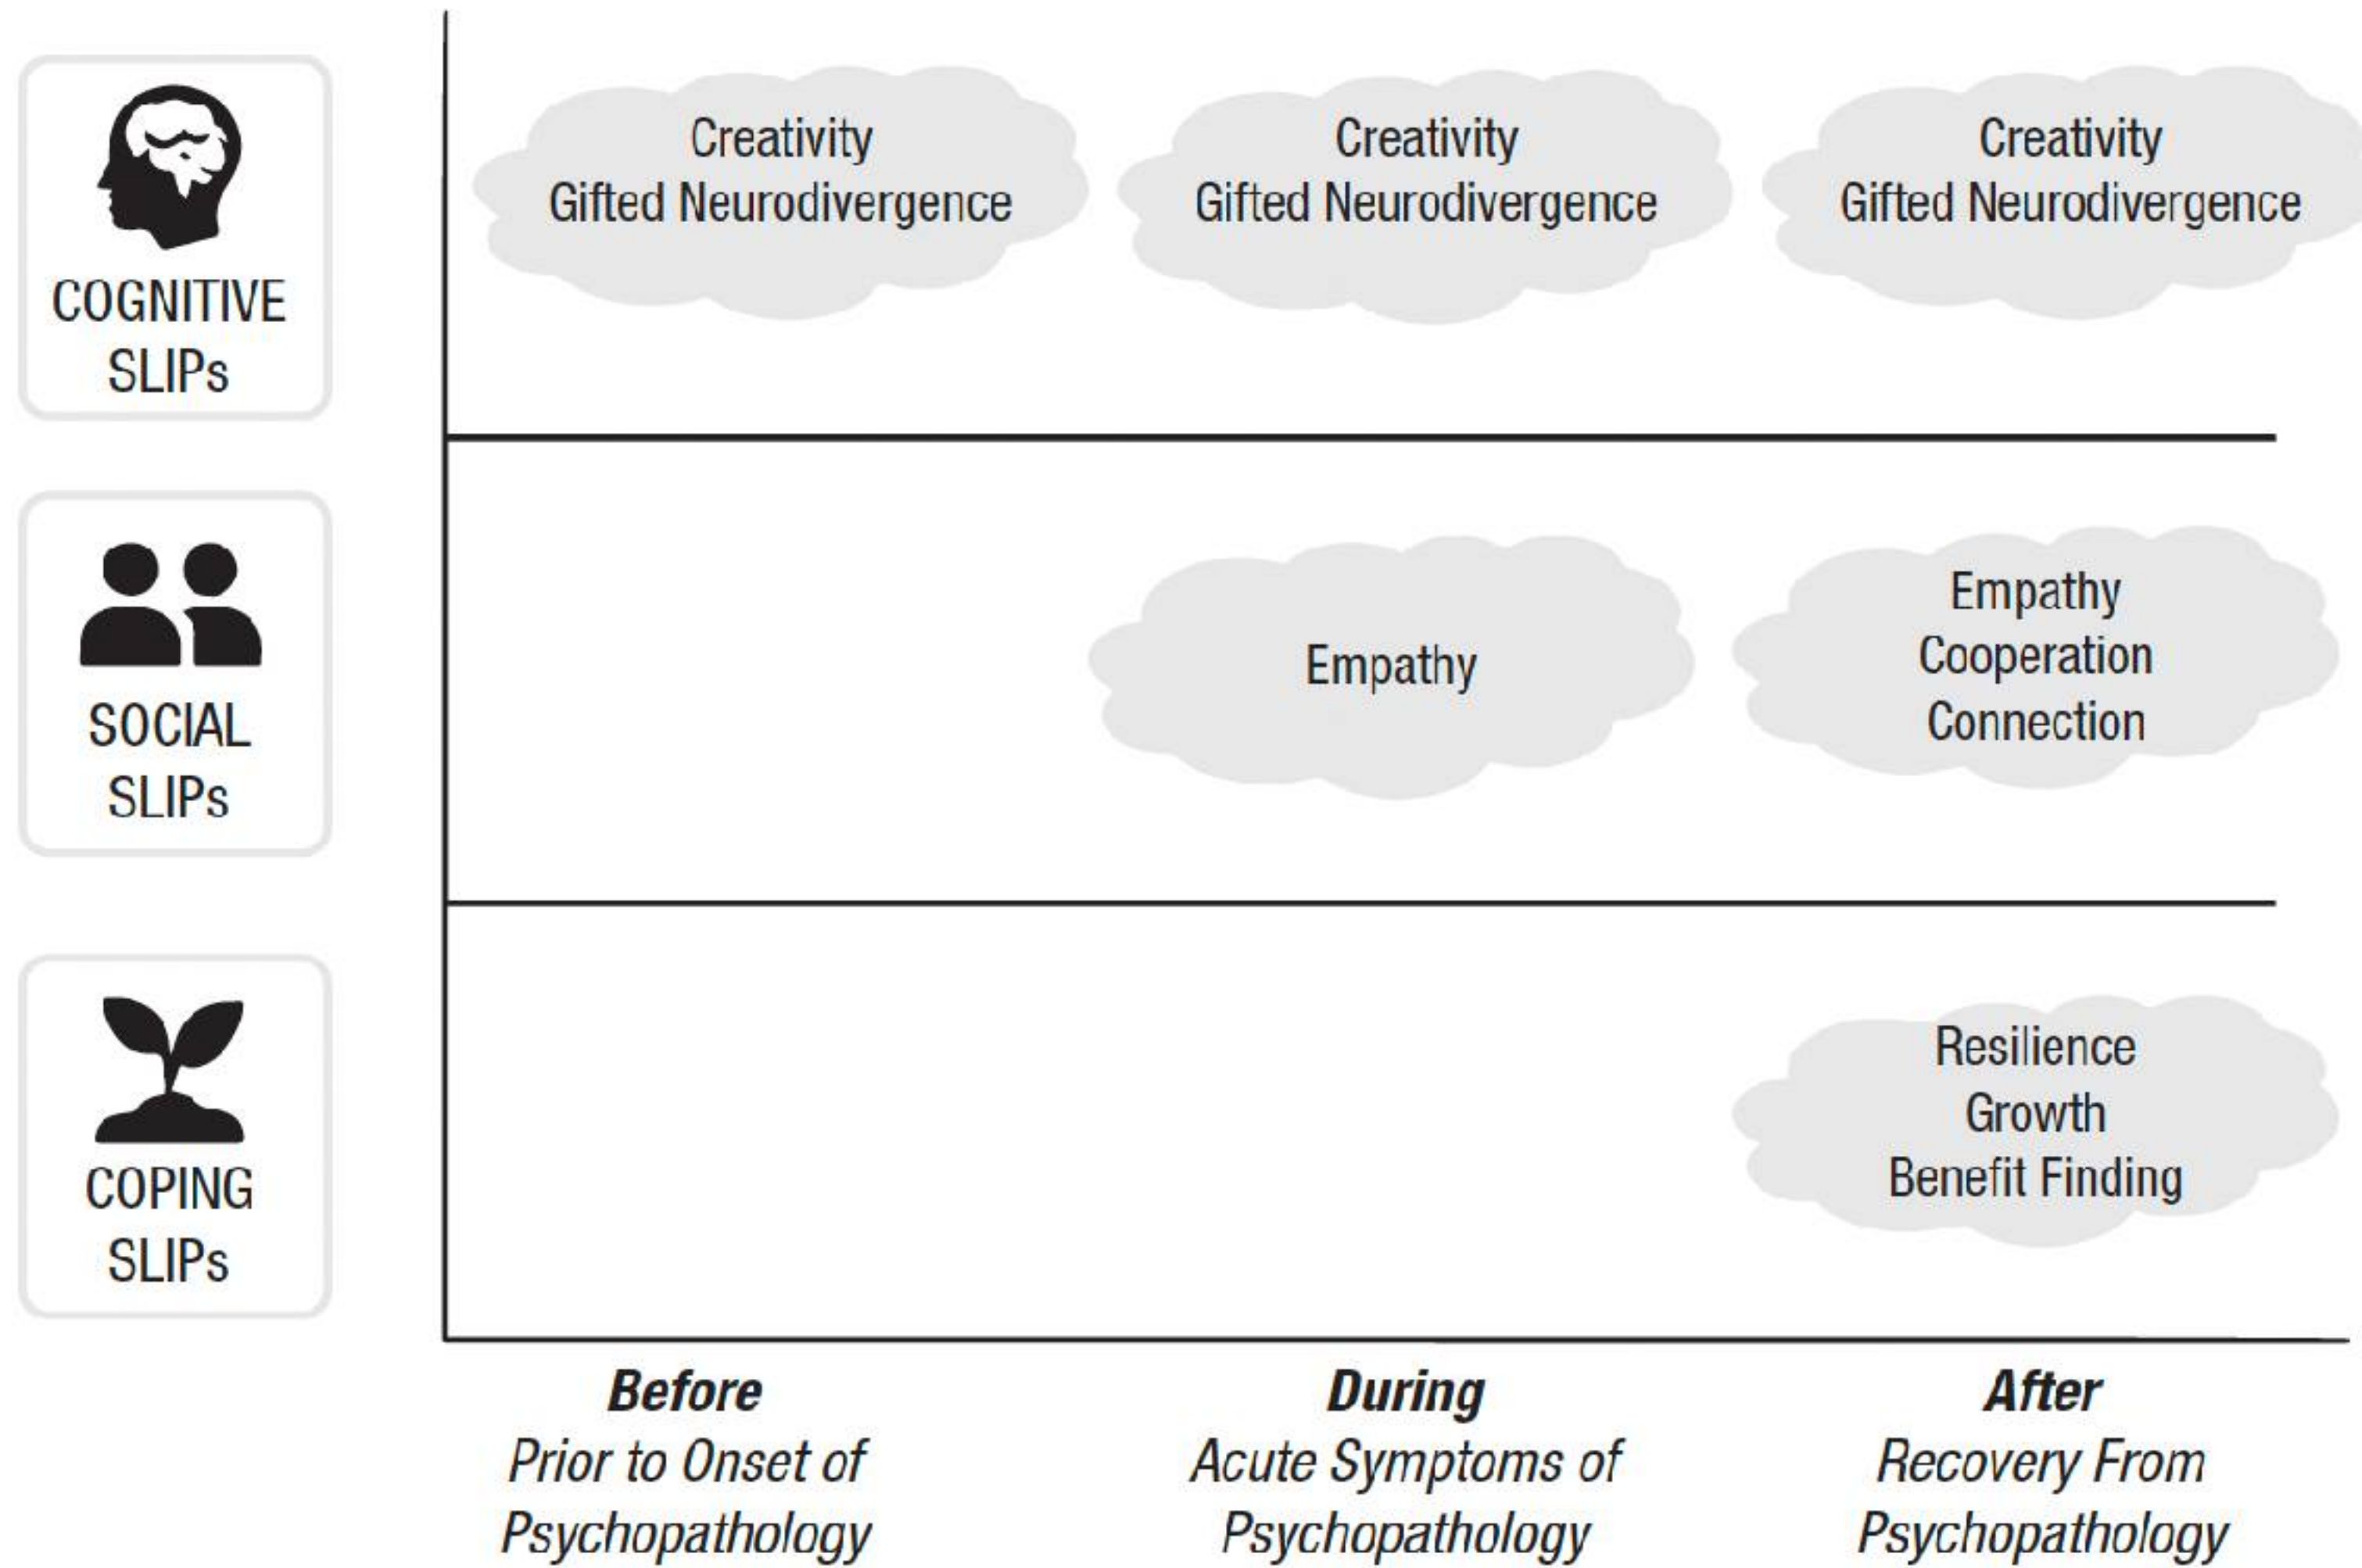 COGNITIVE
SLIPs
Creativity
Gifted Neurodivergence
Creativity
Gifted Neurodivergence
Creativity
Gifted Neurodivergence
SOCIAL
SLIPs
Empathy
Empathy
Cooperation
Connection
COPING
SLIPs
Resilience
Growth
Benefit Finding
Before
Prior to Onset of
Psychopathology
During
Acute Symptoms of
Psychopathology
After
Recovery From
Psychopathology